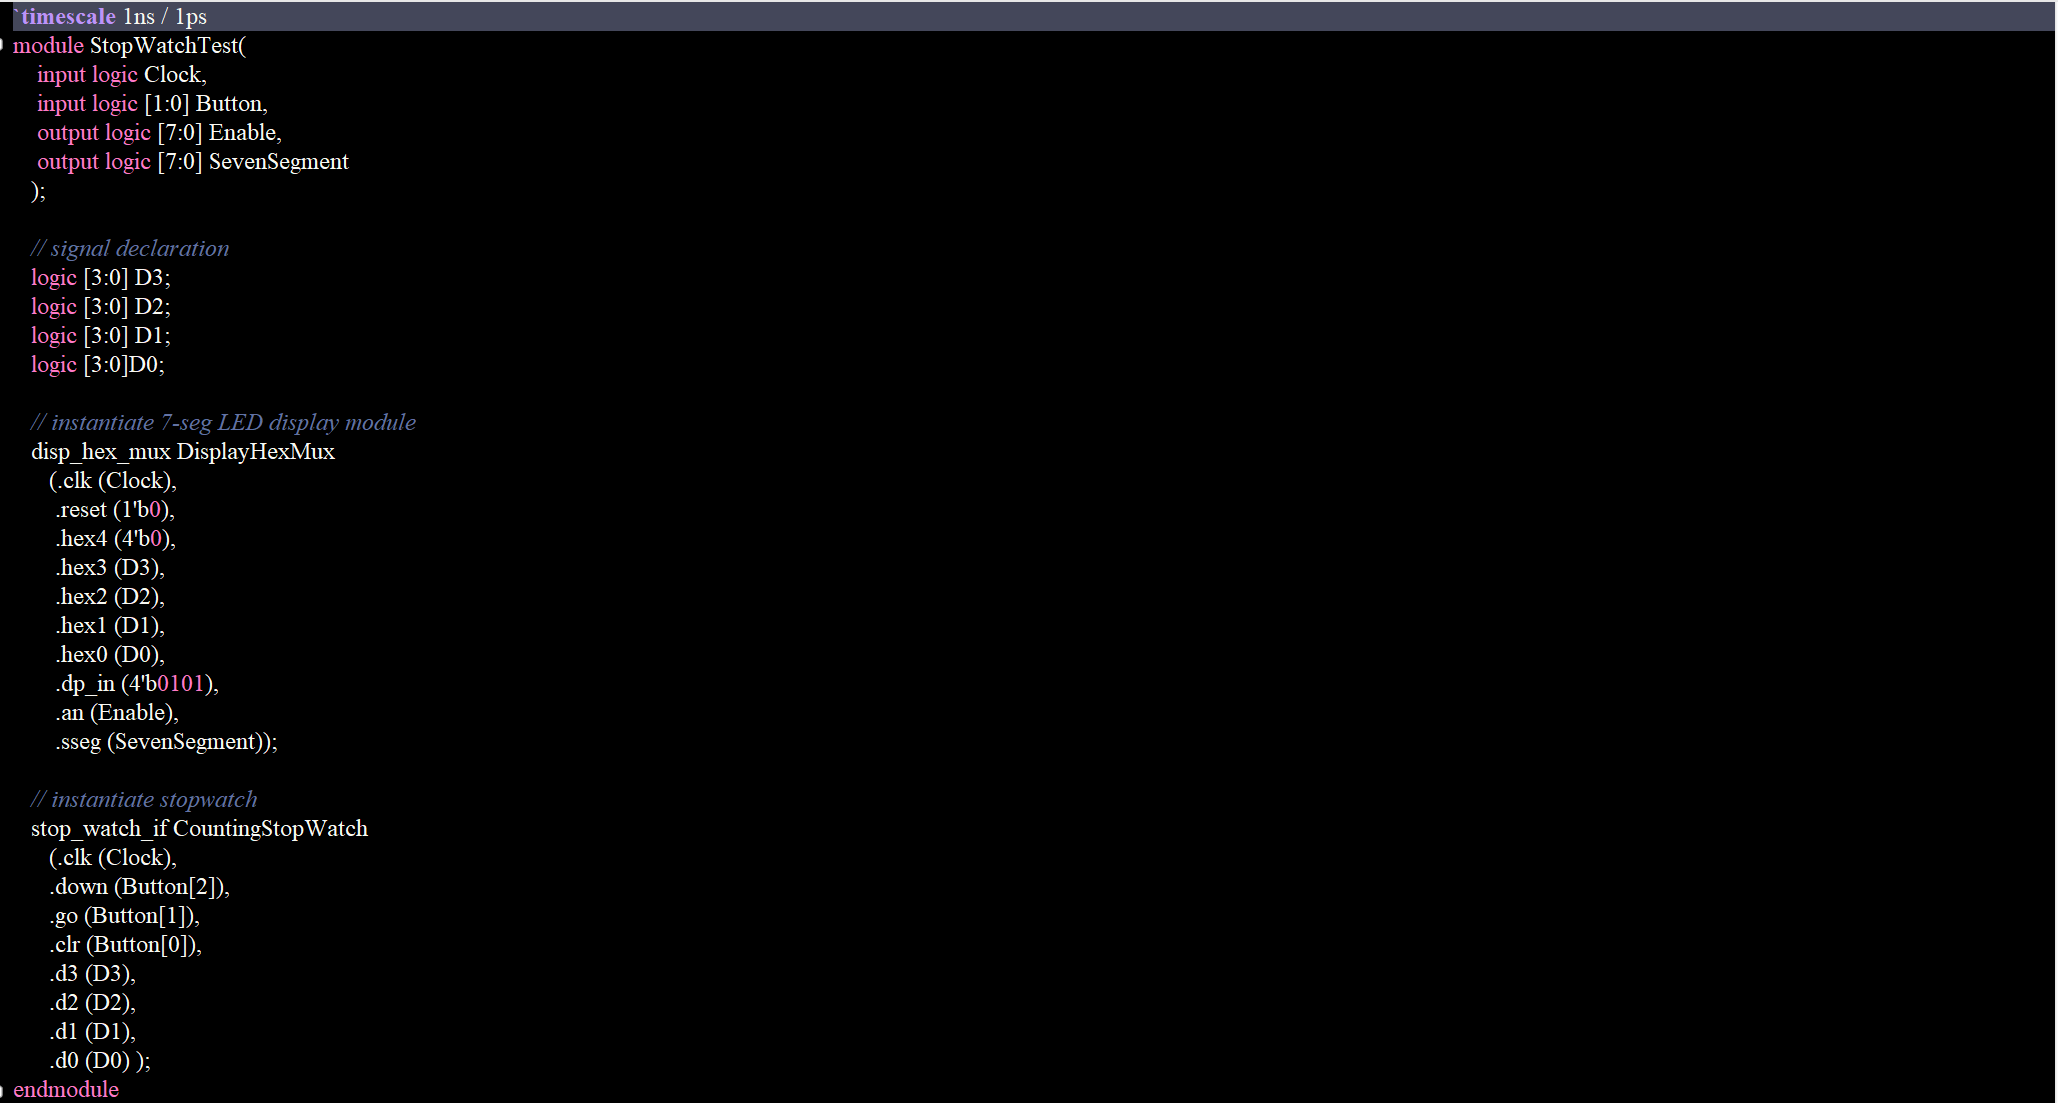 `timescale 1ns / 1ps
module StopWatchTest(
input logic Clock,
input logic [1:0] Button,
output logic [7:0] Enable,
output logic [7:0] SevenSegment
);
// signal declaration
logic [3:0] D3;
logic [3:0] D2;
logic [3:0] D1;
logic [3:0]D0;
// instantiate 7-seg LED display module
disp_hex_mux DisplayHexMux
(.clk (Clock),
.reset (1'b0),
.hex4 (4'b0),
.hex3 (D3),
.hex2 (D2),
.hex1 (D1),
.hex0 (D0),
.dp_in (4'b0101),
.an (Enable),
.sseg (SevenSegment));
// instantiate stopwatch
stop_watch_if CountingStopWatch
(.clk (Clock),
.down (Button[2]),
.go (Button[1]),
.clr (Button[0]),
.d3 (D3),
.d2 (D2),
.d1 (D1),
.d0 (D0) );
endmodule